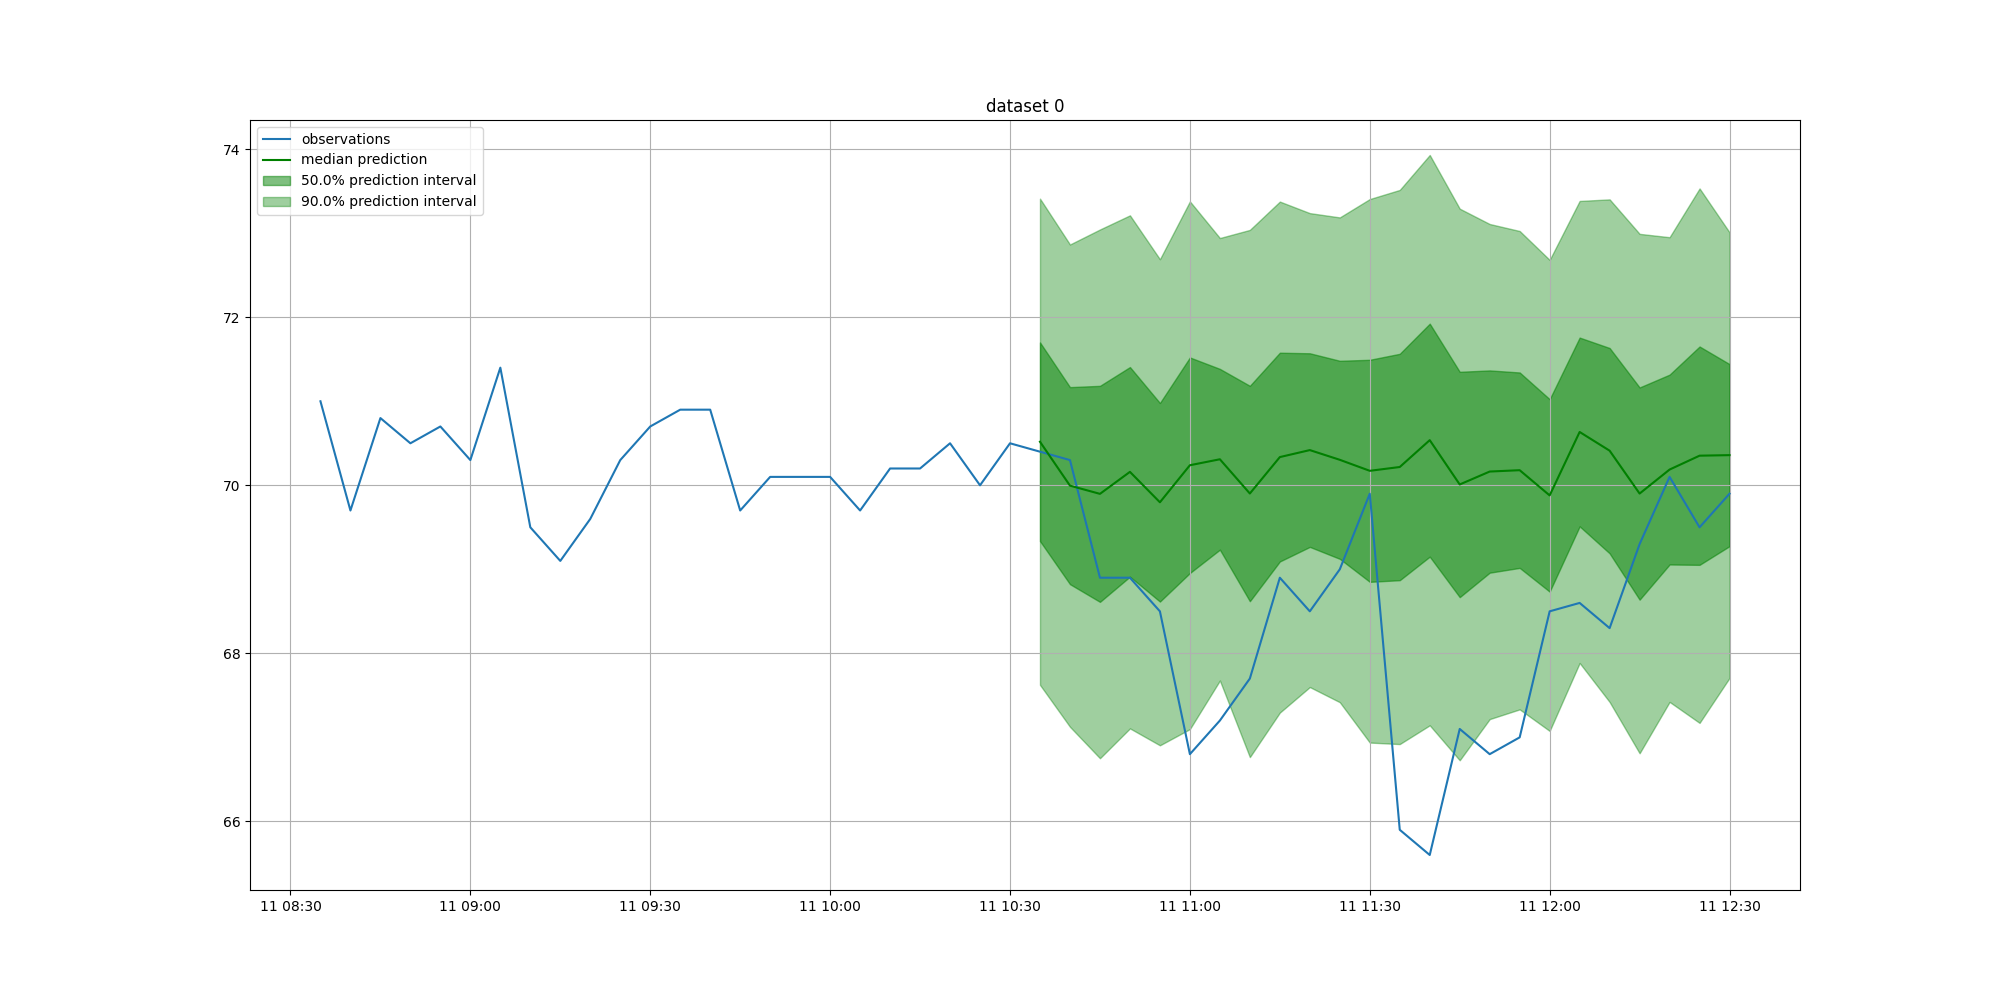 dataset 0
observations
median prediction
50.0% prediction interval
90.0% prediction interval
74
72
70
68
66
11 08:30 11 09:00 11 09:30 11 10:00 11 10:30 11 11:00 11 11:30 11 12:00 11 12:30